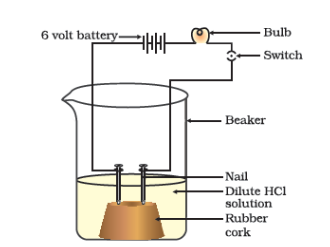 6 volt battery
Bulb
Switch
Beaker
Nail
Dilute HCl
solution
Rubber
cork